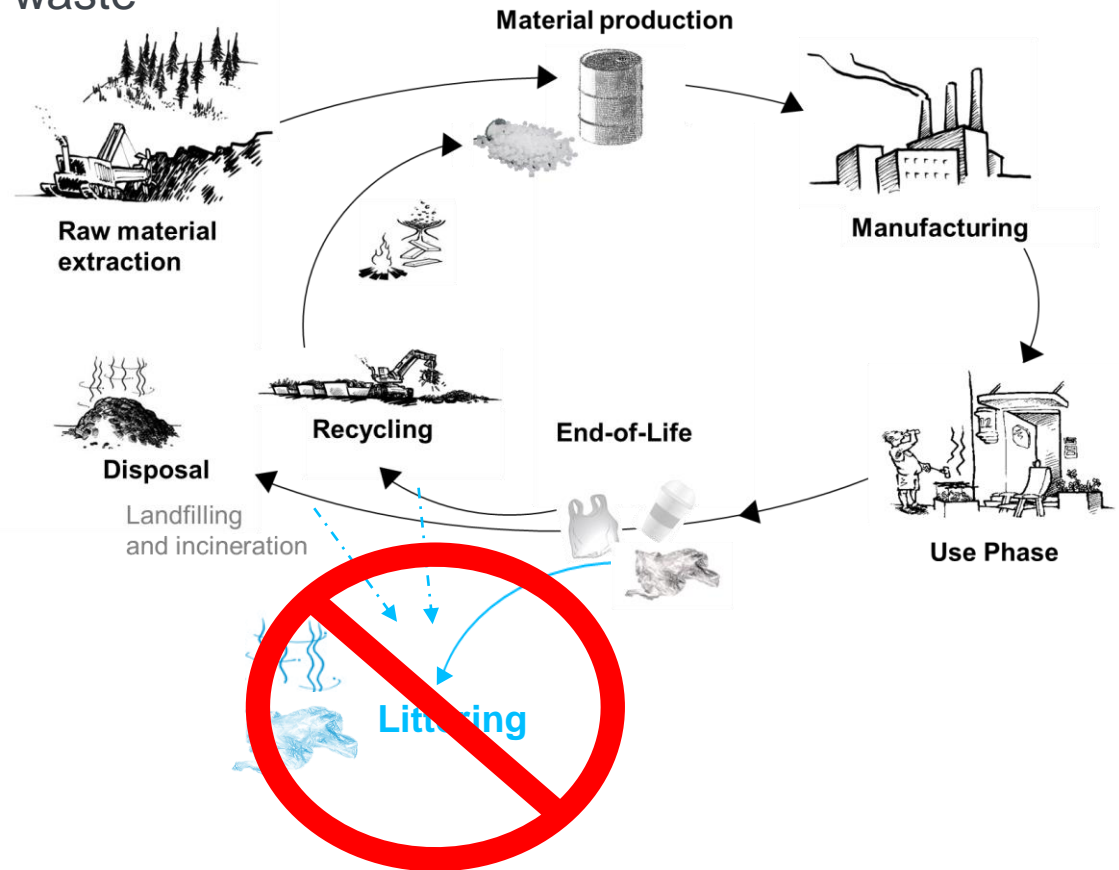 waste
Material production
Raw material
extraction
Manufacturing
Recycling
End-of-Life
Disposal
Landfilling
and incineration
Use Phase
Littering